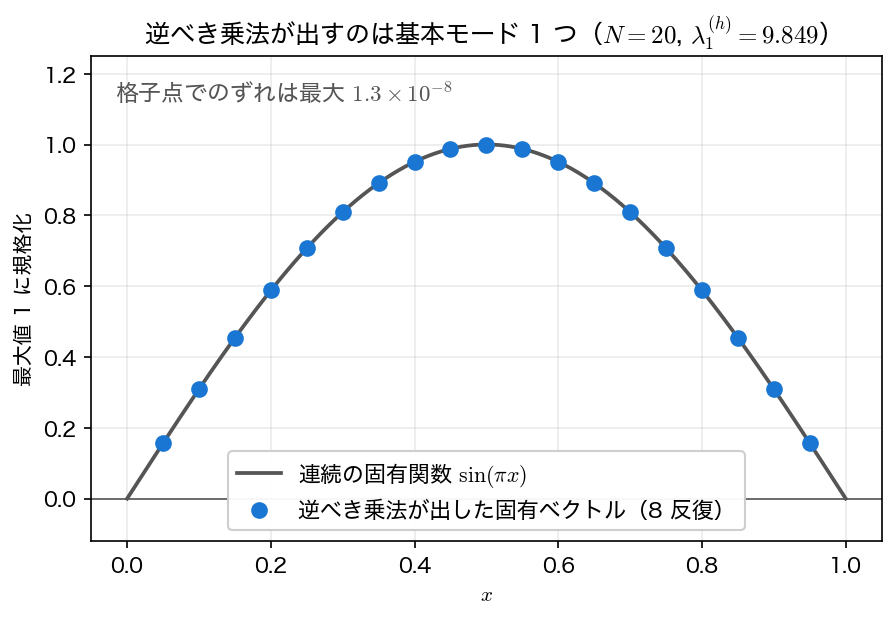 逆べき乗法が出すのは基本モード 1 つ（N = 20, λ₁⁽ʰ⁾ = 9.849）
格子点でのずれは最大 1.3 × 10⁻⁸
最大値 1 に規格化
1.2
1.0
0.8
0.6
0.4
0.2
0.0
連続の固有関数 sin(πx)
逆べき乗法が出した固有ベクトル（8 反復）
0.0 0.2 0.4 0.6 0.8 1.0
x